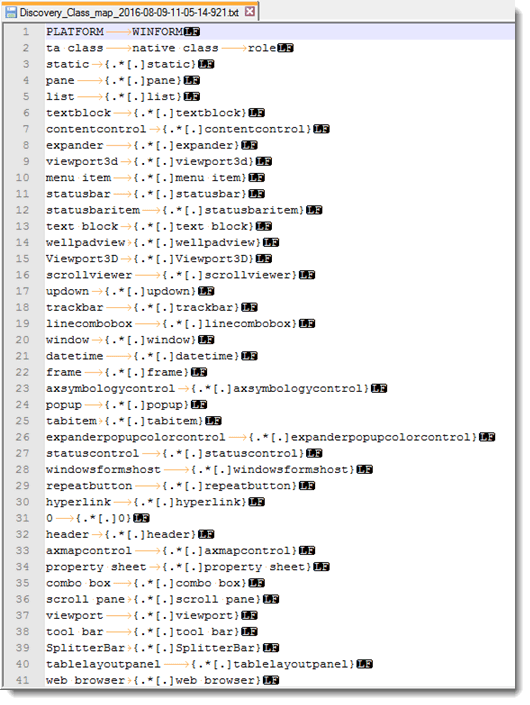 Discovery_Class_map_2016-08-09-11-05-14-921.txt
1 PLATFORM→WINFORMLF
2 ta class→native class→roleLF
3 static→{.*[.]static}LF
4 pane→{.*[.]pane}LF
5 list→{.*[.]list}LF
6 textblock→{.*[.]textblock}LF
7 contentcontrol→{.*[.]contentcontrol}LF
8 expander→{.*[.]expander}LF
9 viewport3d→{.*[.]viewport3d}LF
10 menu item→{.*[.]menu item}LF
11 statusbar→{.*[.]statusbar}LF
12 statusbaritem→{.*[.]statusbaritem}LF
13 text block→{.*[.]text block}LF
14 wellpadview→{.*[.]wellpadview}LF
15 Viewport3D→{.*[.]Viewport3D}LF
16 scrollviewer→{.*[.]scrollviewer}LF
17 updown→{.*[.]updown}LF
18 trackbar→{.*[.]trackbar}LF
19 linecombobox→{.*[.]linecombobox}LF
20 window→{.*[.]window}LF
21 datetime→{.*[.]datetime}LF
22 frame→{.*[.]frame}LF
23 axsymbologycontrol→{.*[.]axsymbologycontrol}LF
24 popup→{.*[.]popup}LF
25 tabitem→{.*[.]tabitem}LF
26 expanderpopupcolorcontrol→{.*[.]expanderpopupcolorcontrol}LF
27 statuscontrol→{.*[.]statuscontrol}LF
28 windowsformshost→{.*[.]windowsformshost}LF
29 repeatbutton→{.*[.]repeatbutton}LF
30 hyperlink→{.*[.]hyperlink}LF
31 0→{.*[.]0}LF
32 header→{.*[.]header}LF
33 axmapcontrol→{.*[.]axmapcontrol}LF
34 property sheet→{.*[.]property sheet}LF
35 combo box→{.*[.]combo box}LF
36 scroll pane→{.*[.]scroll pane}LF
37 viewport→{.*[.]viewport}LF
38 tool bar→{.*[.]tool bar}LF
39 SplitterBar→{.*[.]SplitterBar}LF
40 tablelayoutpanel→{.*[.]tablelayoutpanel}LF
41 web browser→{.*[.]web browser}LF